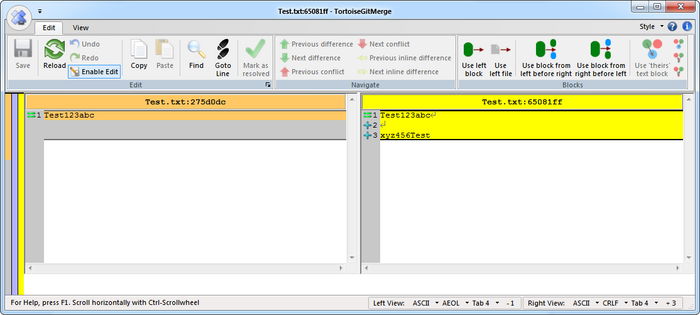 Test.txt:65081ff - TortoiseGitMerge
Edit View Style
Save Reload Undo Redo Enable Edit Copy Paste Find Goto Line Mark as resolved
Previous difference Next conflict
Next difference Previous inline difference
Previous conflict Next inline difference
Use left block Use left file Use block from left before right Use block from right before left Use 'theirs' text block
Edit Navigate Blocks
Test.txt:275d0dc Test.txt:65081ff
1 Test123abc 1 Test123abc
2
3 xyz456Test
For Help, press F1. Scroll horizontally with Ctrl-Scrollwheel Left View: ASCII AEOL Tab 4 - 1 Right View: ASCII CRLF Tab 4 + 3